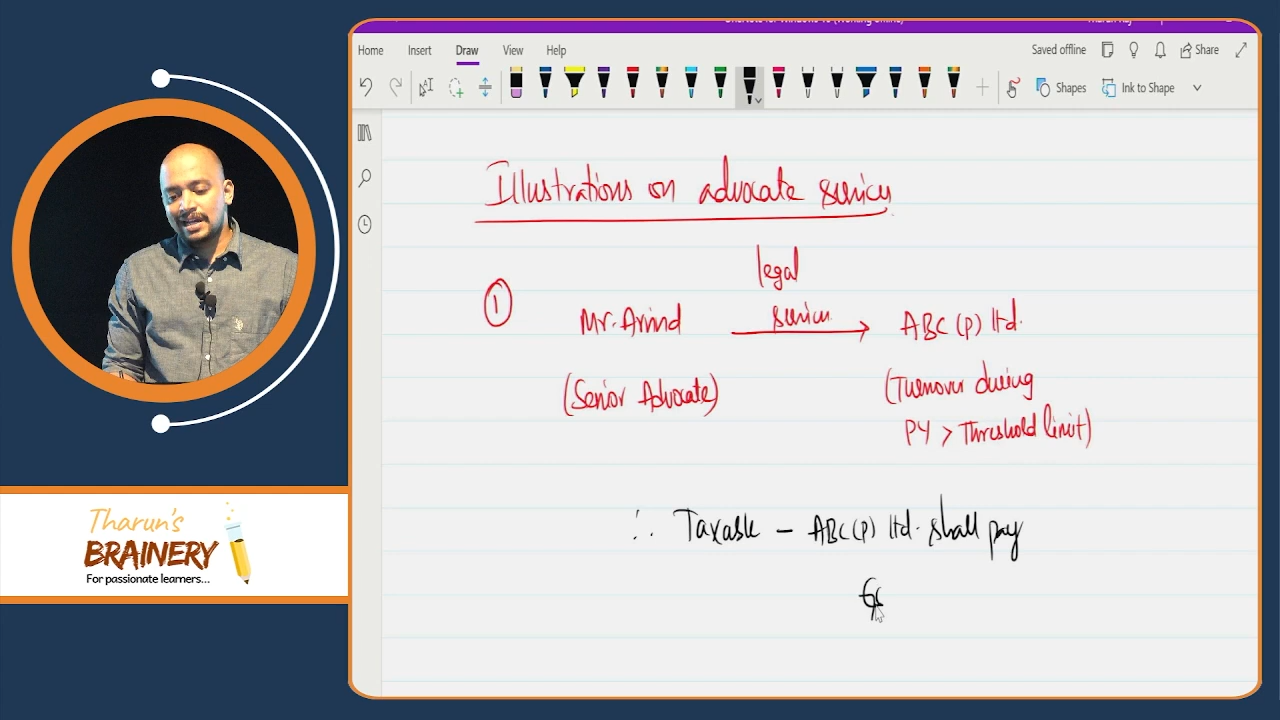 Home Insert Draw View Help
Saved offline
Share
Shapes
Ink to Shape
Illustrations on advocate services
legal
① Mr. Arvind services ABC (P) ltd.
(Senior Advocate) (Turnover during
PY > Threshold limit)
∴ Taxable – ABC (P) ltd. shall pay
Gs
Tharun's
BRAINERY
For passionate learners...